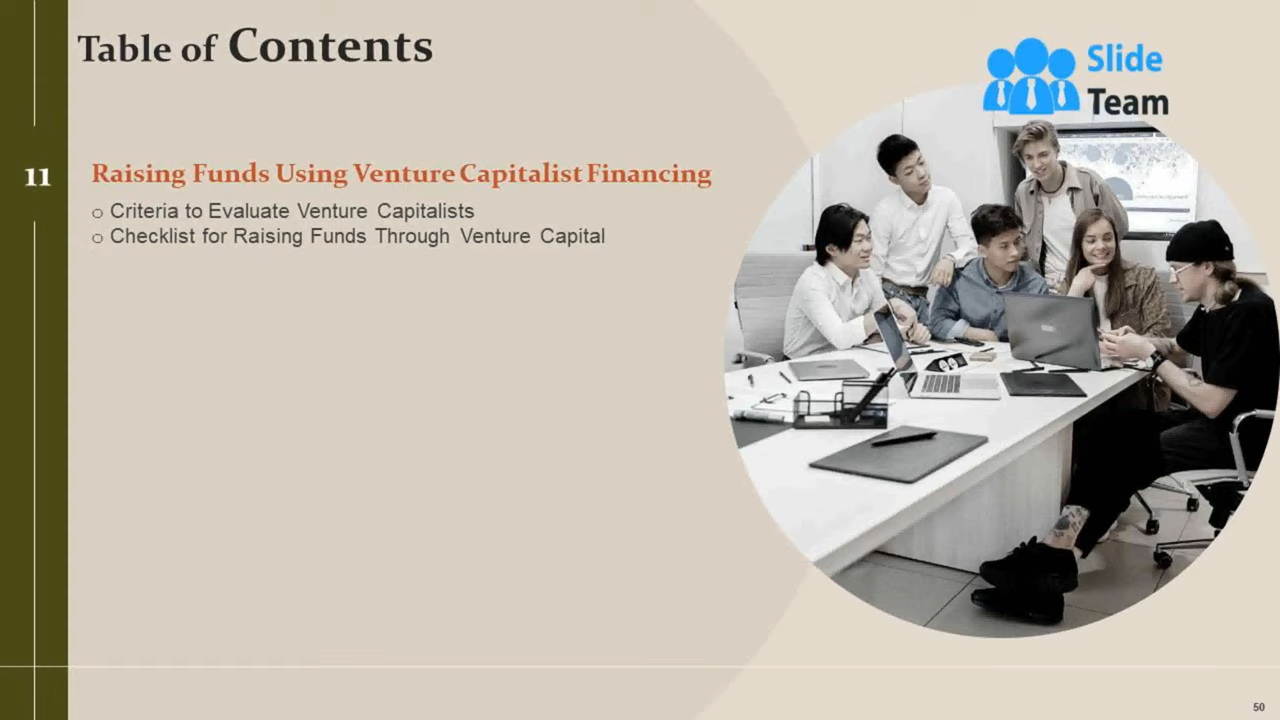 Table of Contents
Slide
Team
11
Raising Funds Using Venture Capitalist Financing
o Criteria to Evaluate Venture Capitalists
o Checklist for Raising Funds Through Venture Capital
50